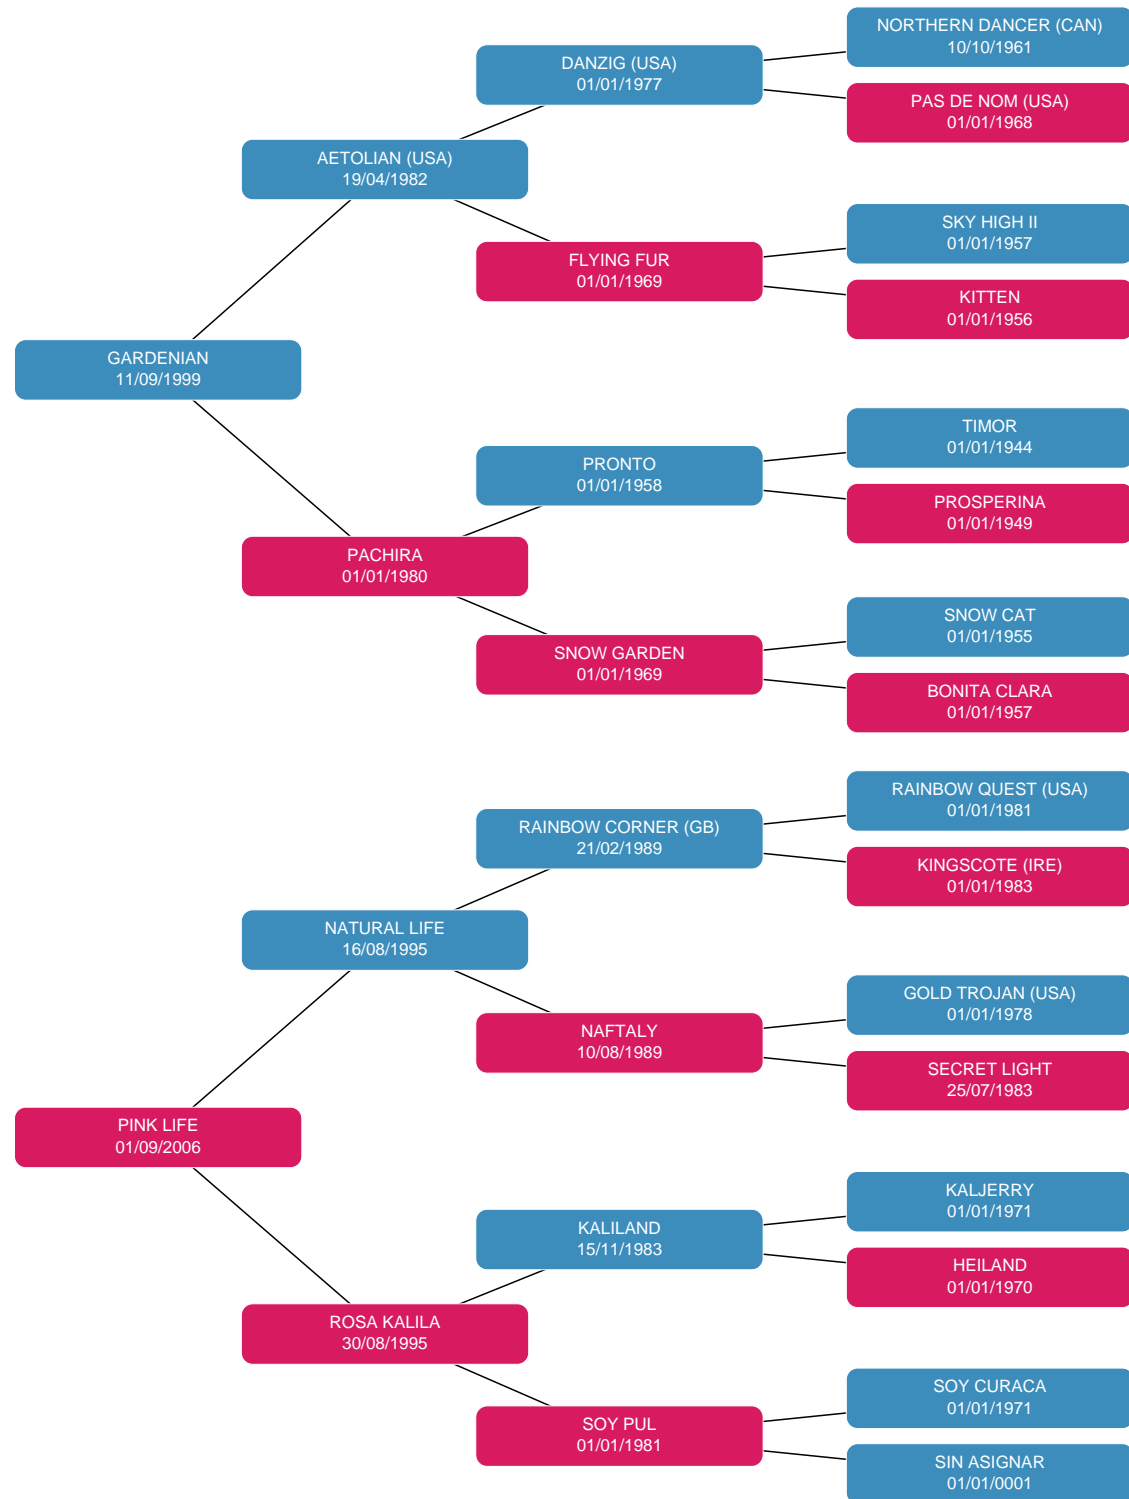 NORTHERN DANCER (CAN)
10/10/1961
DANZIG (USA)
01/01/1977
PAS DE NOM (USA)
01/01/1968
AETOLIAN (USA)
19/04/1982
SKY HIGH II
01/01/1957
FLYING FUR
01/01/1969
KITTEN
01/01/1956
GARDENIAN
11/09/1999
TIMOR
01/01/1944
PRONTO
01/01/1958
PROSPERINA
01/01/1949
PACHIRA
01/01/1980
SNOW CAT
01/01/1955
SNOW GARDEN
01/01/1969
BONITA CLARA
01/01/1957
RAINBOW QUEST (USA)
01/01/1981
RAINBOW CORNER (GB)
21/02/1989
KINGSCOTE (IRE)
01/01/1983
NATURAL LIFE
16/08/1995
GOLD TROJAN (USA)
01/01/1978
NAFTALY
10/08/1989
SECRET LIGHT
25/07/1983
PINK LIFE
01/09/2006
KALJERRY
01/01/1971
KALILAND
15/11/1983
HEILAND
01/01/1970
ROSA KALILA
30/08/1995
SOY CURACA
01/01/1971
SOY PUL
01/01/1981
SIN ASIGNAR
01/01/0001